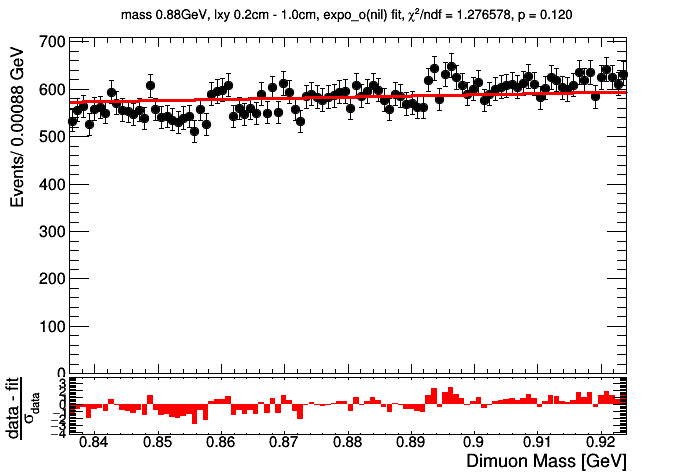 mass 0.88GeV, lxy 0.2cm - 1.0cm, expo_o(nil) fit, χ²/ndf = 1.276578, p = 0.120
Events/ 0.00088 GeV
700
600
500
400
300
200
100
0
data - fit
σdata
3
2
1
0
−1
−2
−3
−4
0.84 0.85 0.86 0.87 0.88 0.89 0.9 0.91 0.92
Dimuon Mass [GeV]